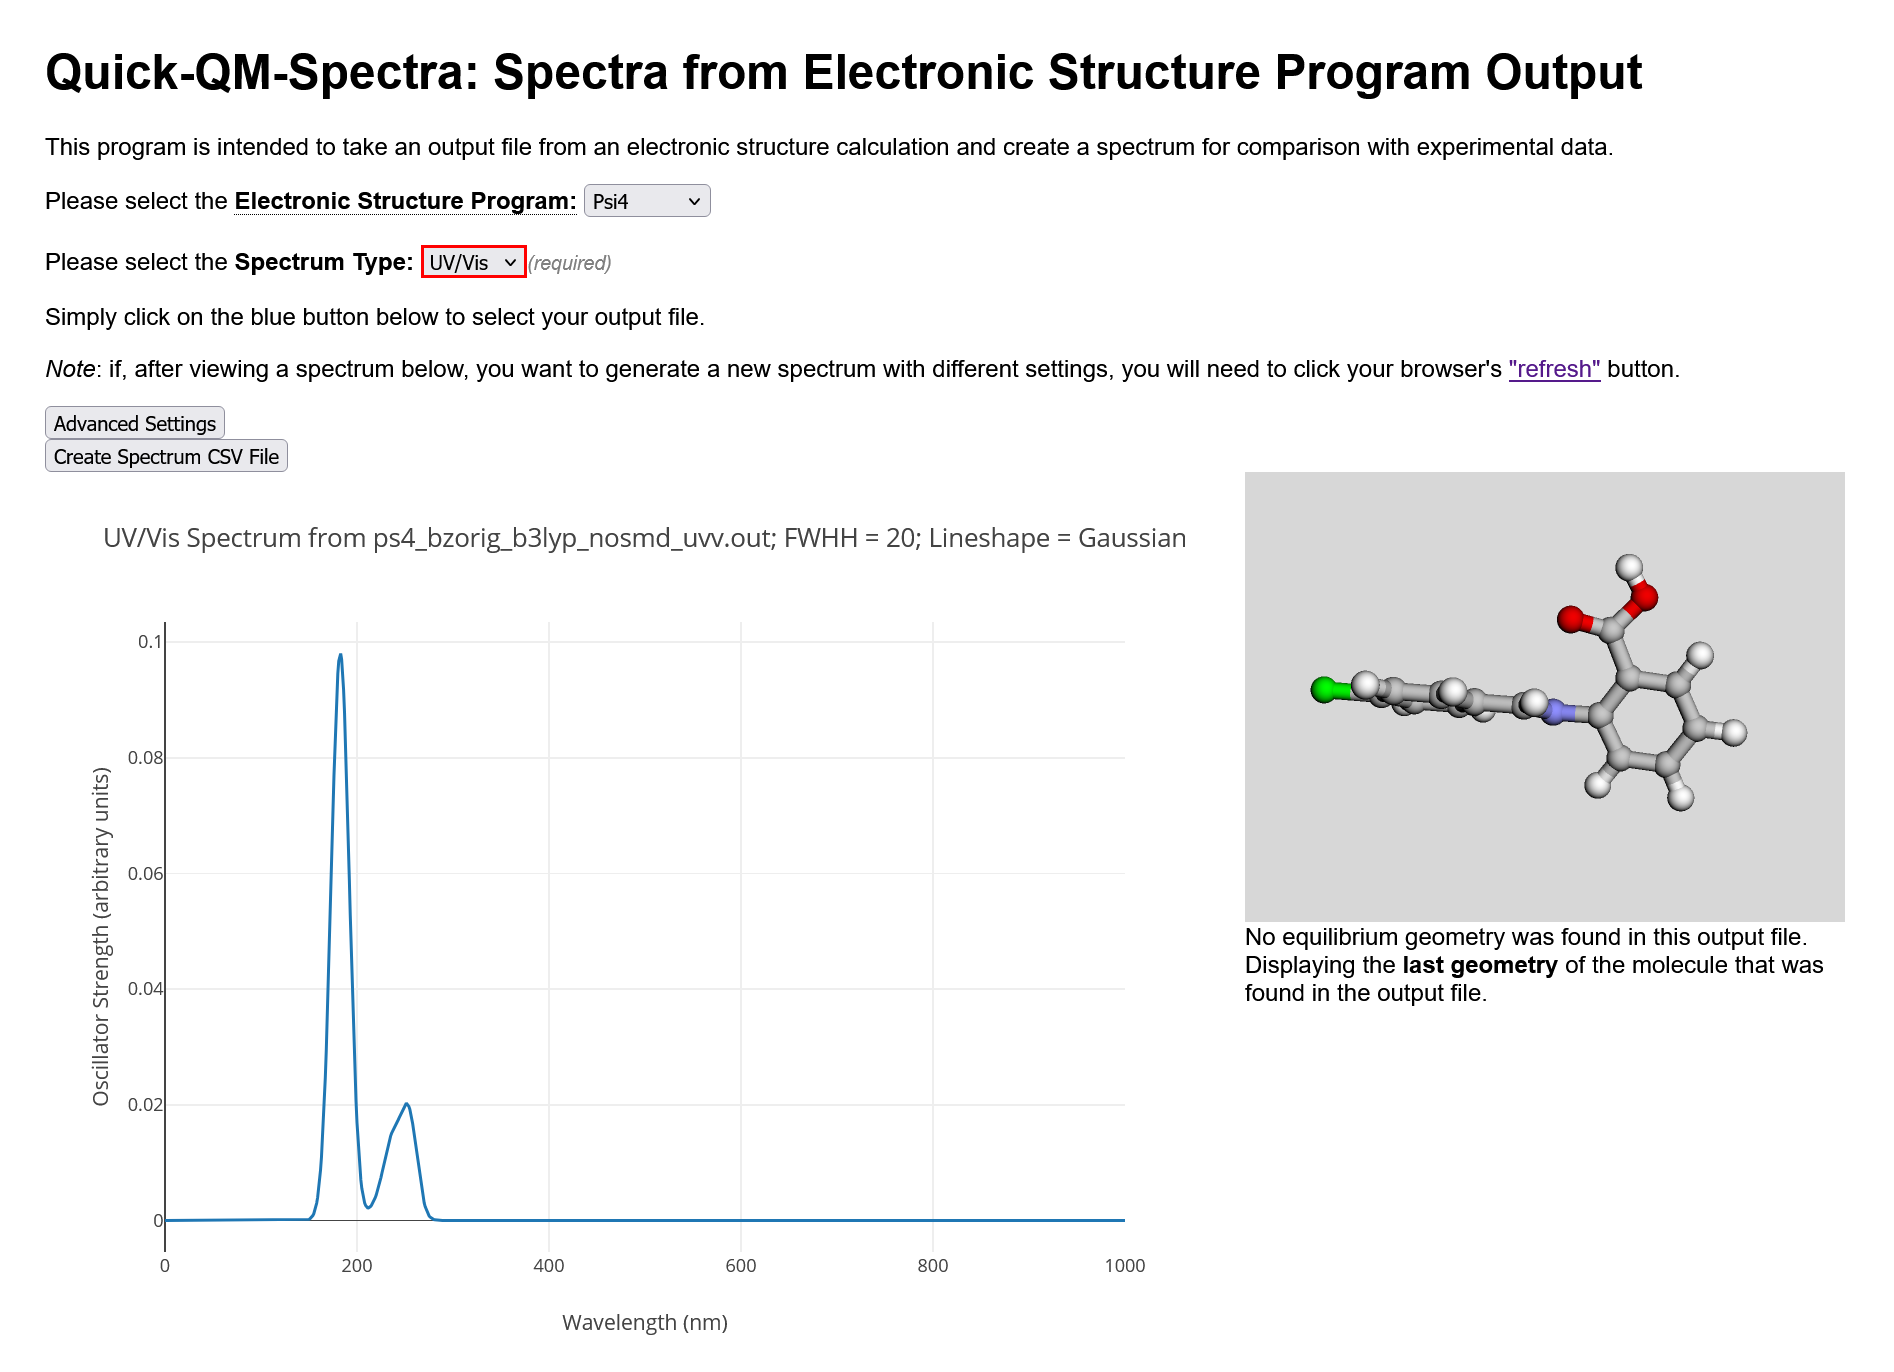 Quick-QM-Spectra: Spectra from Electronic Structure Program Output
This program is intended to take an output file from an electronic structure calculation and create a spectrum for comparison with experimental data.
Please select the Electronic Structure Program: Psi4
Please select the Spectrum Type: UV/Vis (required)
Simply click on the blue button below to select your output file.
Note: if, after viewing a spectrum below, you want to generate a new spectrum with different settings, you will need to click your browser's "refresh" button.
Advanced Settings
Create Spectrum CSV File
UV/Vis Spectrum from ps4_bzorig_b3lyp_nosmd_uvv.out; FWHH = 20; Lineshape = Gaussian
Oscillator Strength (arbitrary units)
0.1
0.08
0.06
0.04
0.02
0
0 200 400 600 800 1000
Wavelength (nm)
No equilibrium geometry was found in this output file.
Displaying the last geometry of the molecule that was
found in the output file.